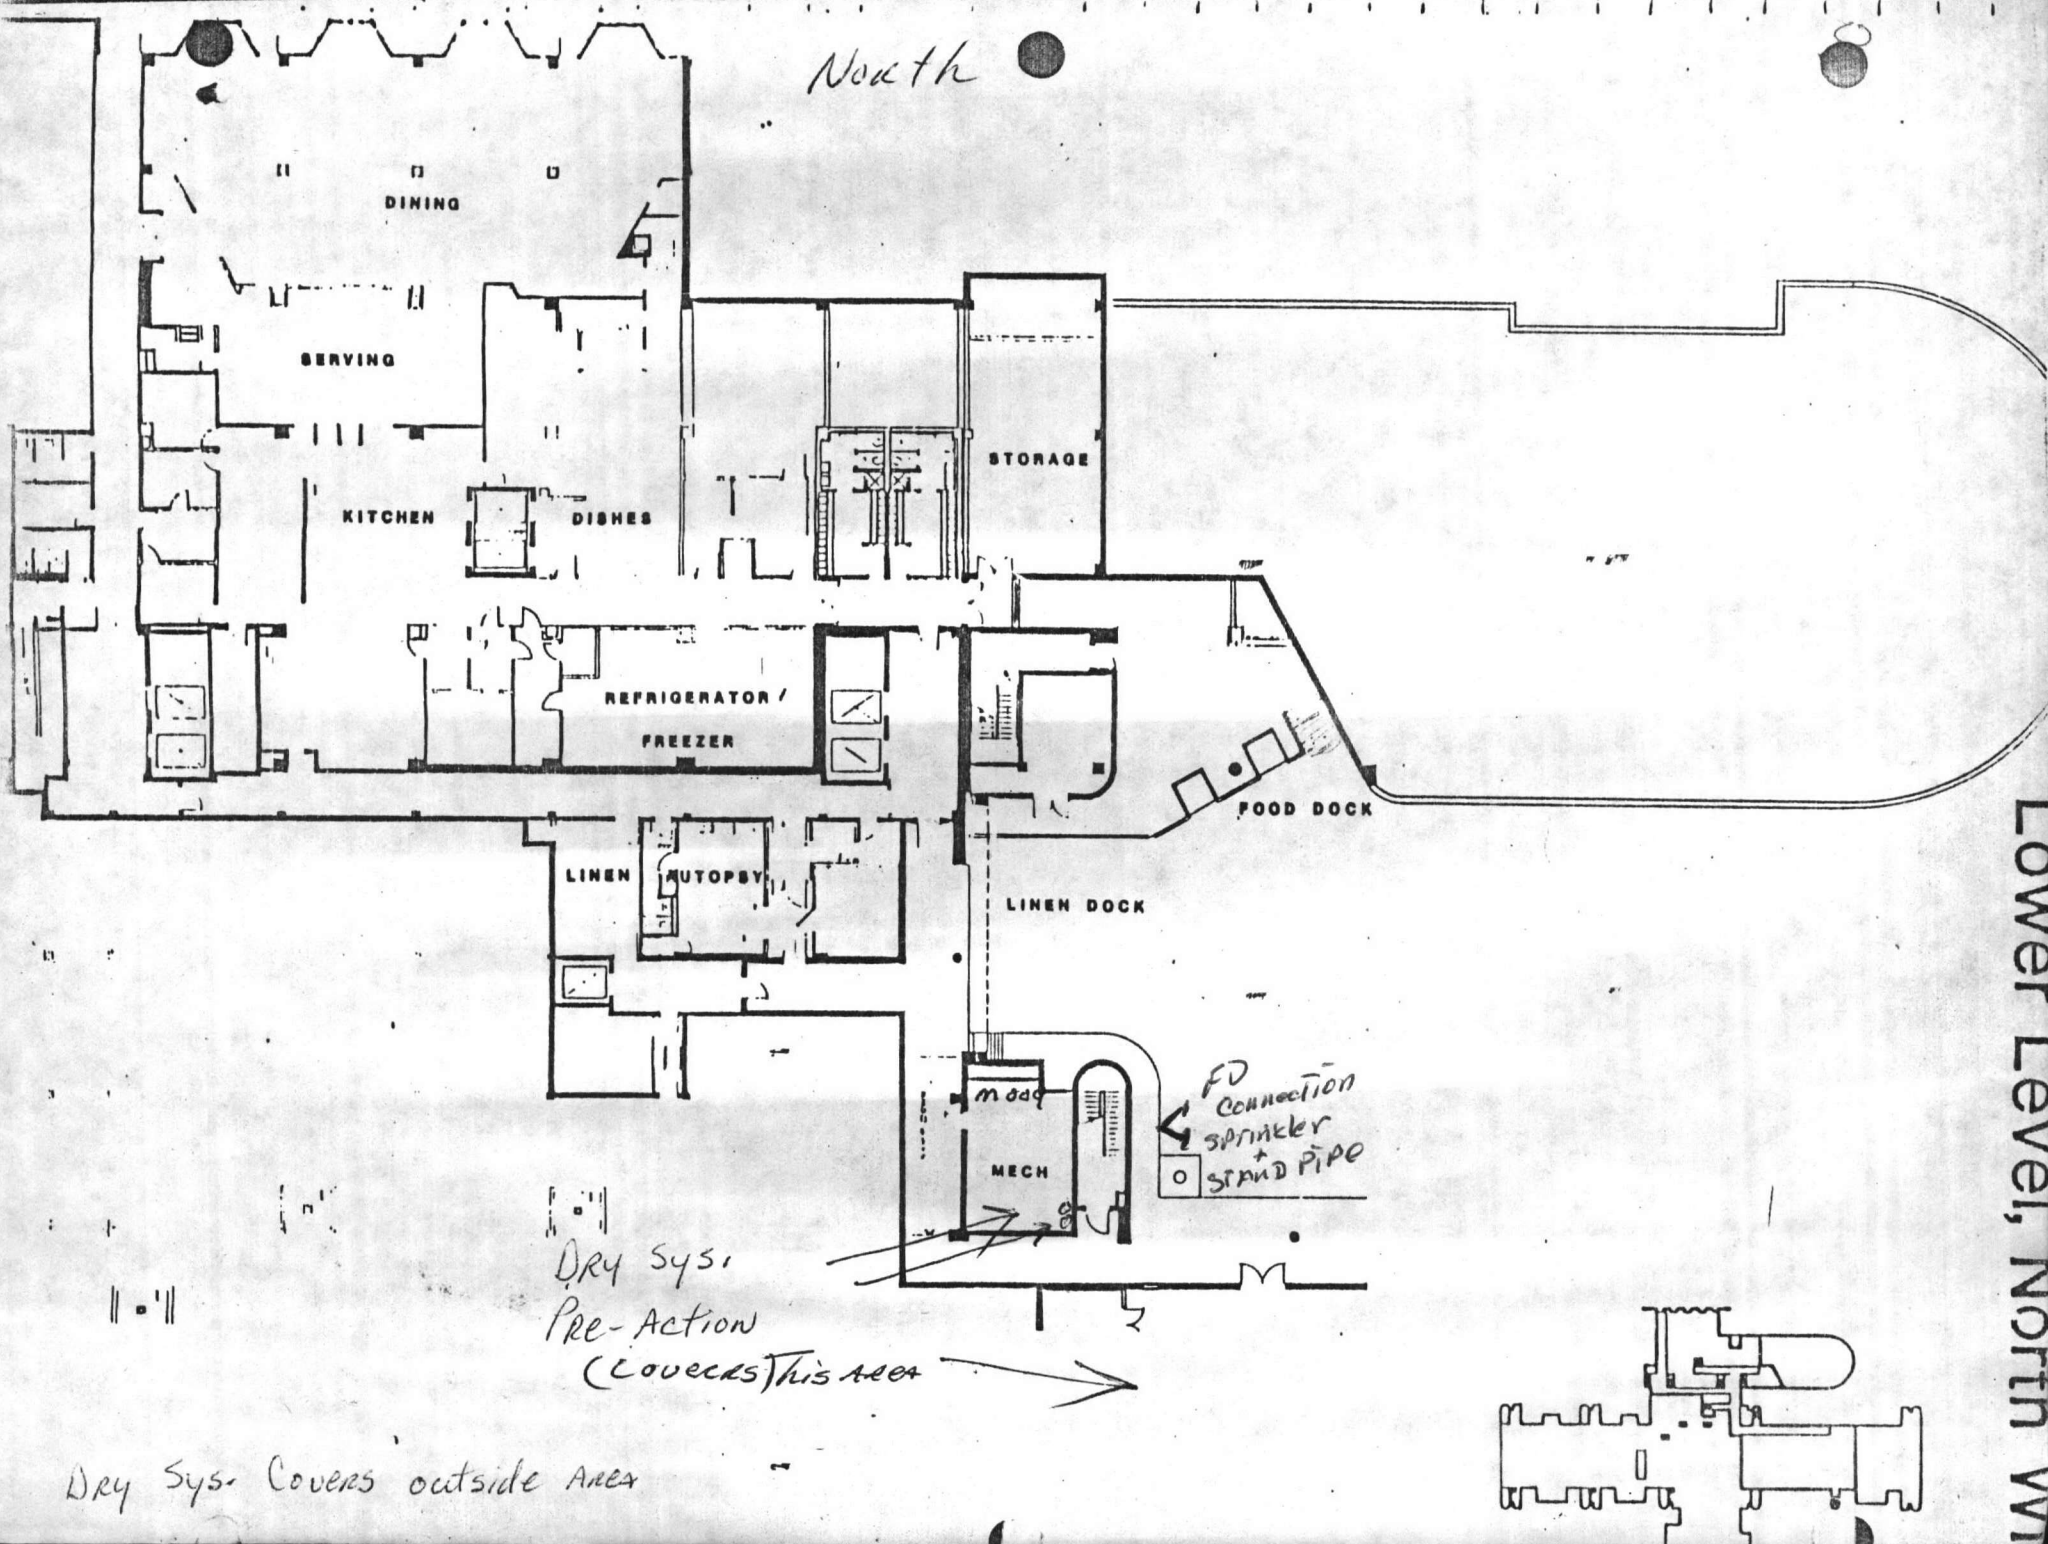 North
DINING
SERVING
STORAGE
KITCHEN
DISHES
REFRIGERATOR/
FREEZER
FOOD DOCK
LINEN
AUTOPSY
LINEN DOCK
FD
Connection
Sprinkler
+
STAND PIPE
MECH
DRY Sys.
PRE-Action
(COVERS) This AREA
DRY Sys. COVERS outside AREA
Lower Level, North Wi